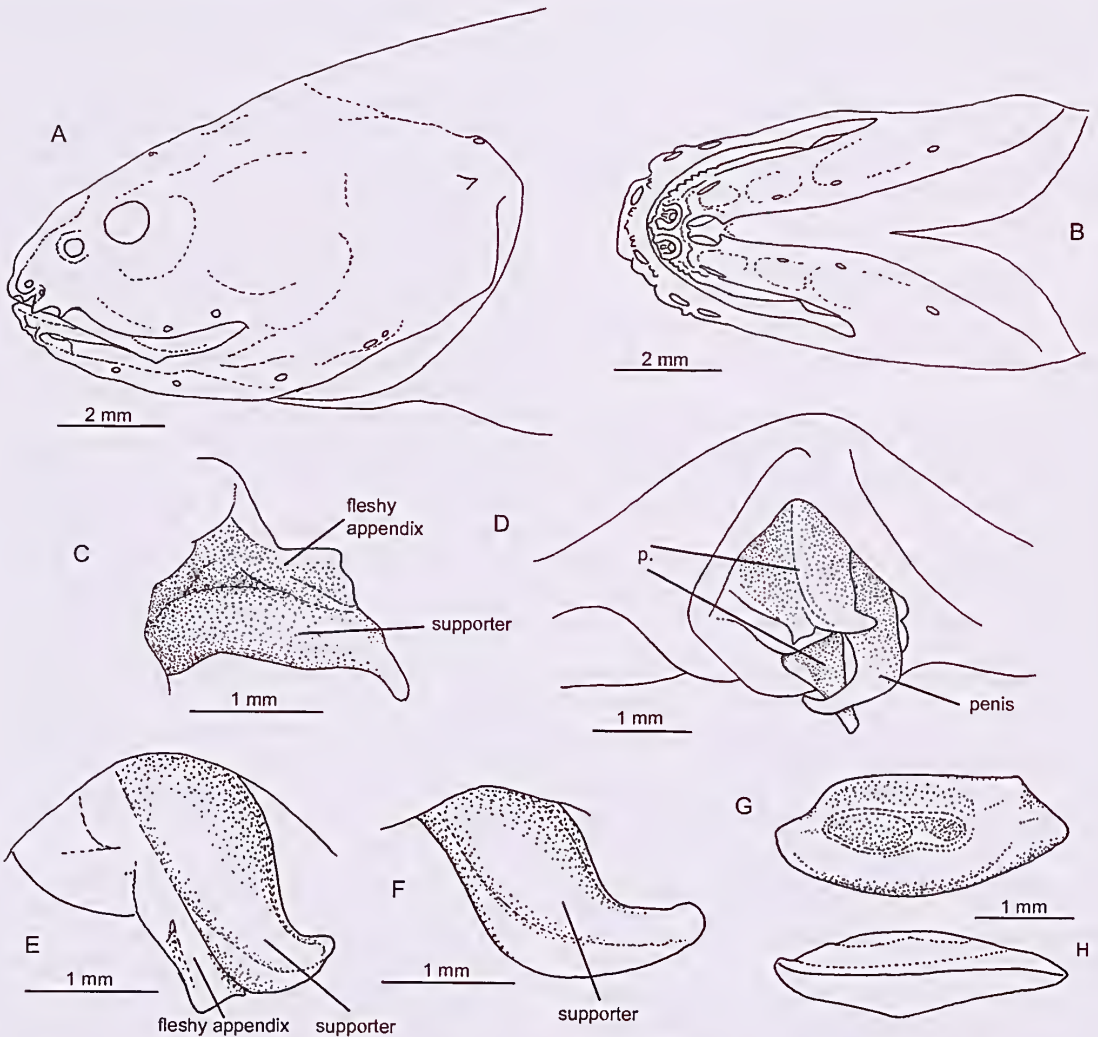 A
2 mm
B
2 mm
C
fleshy
appendix
supporter
1 mm
D
p.
penis
1 mm
E
1 mm
fleshy appendix
supporter
F
1 mm
supporter
G
1 mm
H